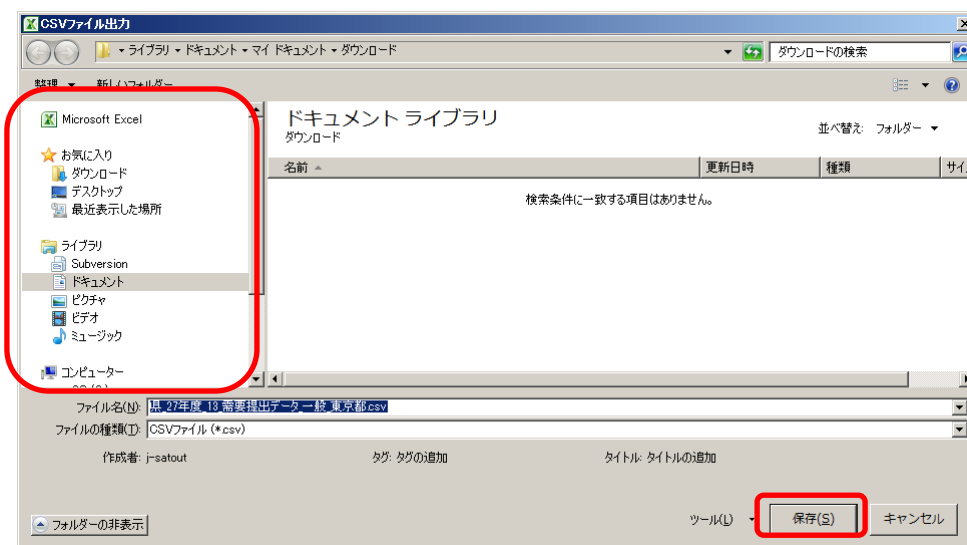 CSVファイル出力
ライブラリ ▾ ドキュメント ▾ マイ ドキュメント ▾ ダウンロード
ダウンロードの検索
整理 ▾ 新しいフォルダー
Microsoft Excel
お気に入り
ダウンロード
デスクトップ
最近表示した場所
ライブラリ
Subversion
ドキュメント
ピクチャ
ビデオ
ミュージック
コンピューター
ドキュメント ライブラリ
ダウンロード
並べ替え: フォルダー ▾
名前 更新日時 種類 サイ
検索条件に一致する項目はありません。
ファイル名(N): 県_27年度_13_需要提出データ一般_東京都.csv
ファイルの種類(T): CSVファイル (*.csv)
作成者: j-satout タグ: タグの追加 タイトル: タイトルの追加
フォルダーの非表示 ツール(L) 保存(S) キャンセル